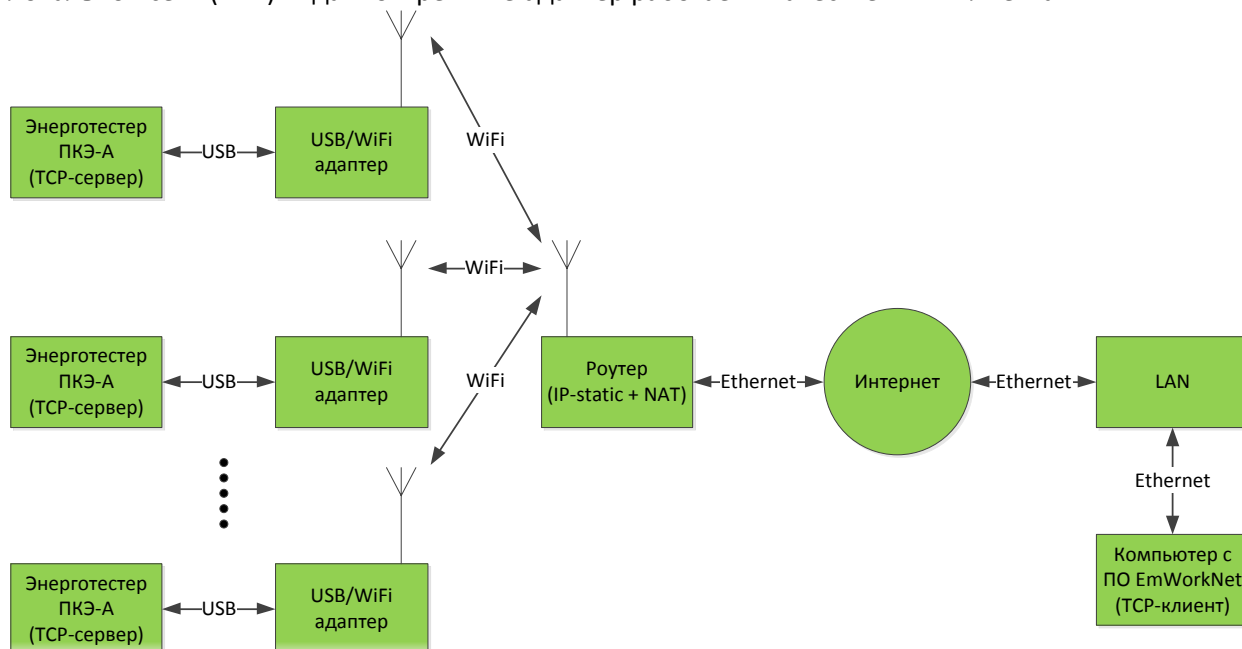 Энерготестер
ПКЭ-А
(TCP-сервер)
USB
USB/WiFi
адаптер
WiFi
WiFi
Энерготестер
ПКЭ-А
(TCP-сервер)
USB
USB/WiFi
адаптер
WiFi
Роутер
(IP-static + NAT)
Ethernet
Интернет
Ethernet
LAN
Ethernet
Энерготестер
ПКЭ-А
(TCP-сервер)
USB
USB/WiFi
адаптер
Компьютер с
ПО EmWorkNet
(TCP-клиент)